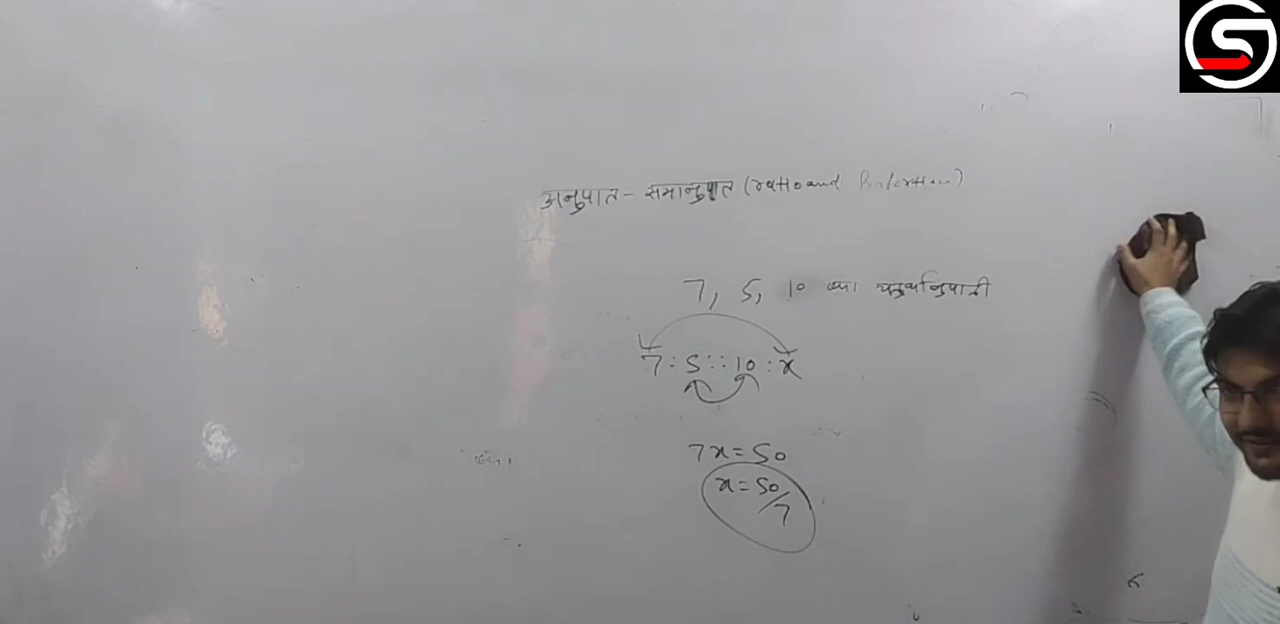 अनुपात - समानुपात (ratio and Proportion)
7, 5, 10 का चतुर्थानुपाती
7 : 5 :: 10 : x
7x = 50
x = 50/7